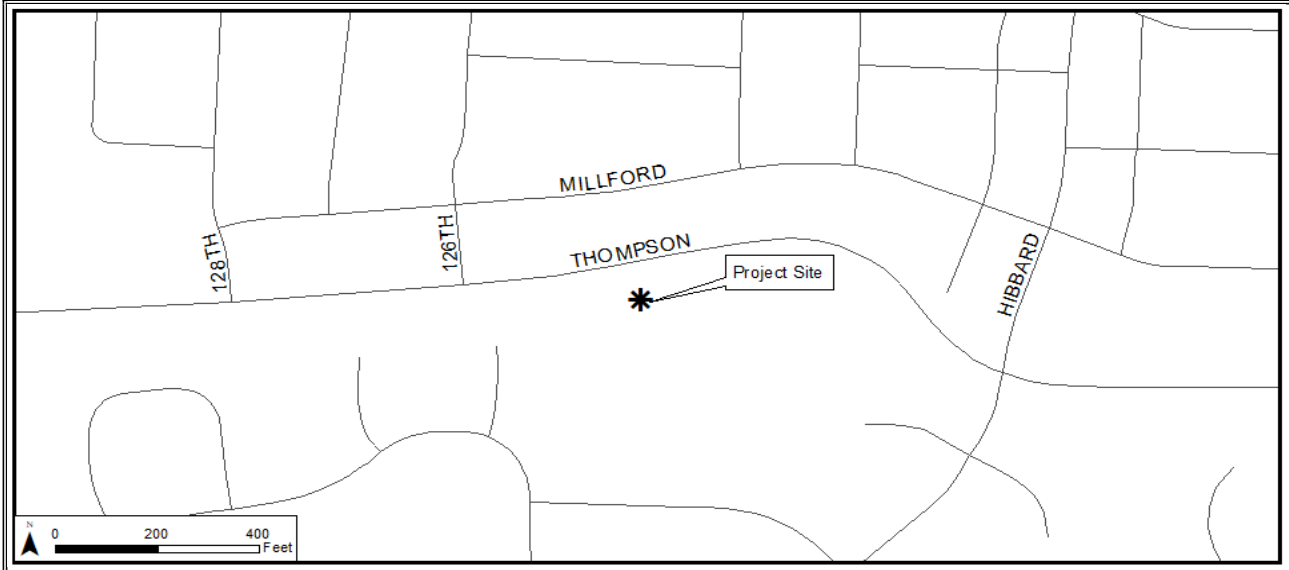 MILLFORD
128TH
126TH
THOMPSON
Project Site
HIBBARD
N
0 200 400
Feet